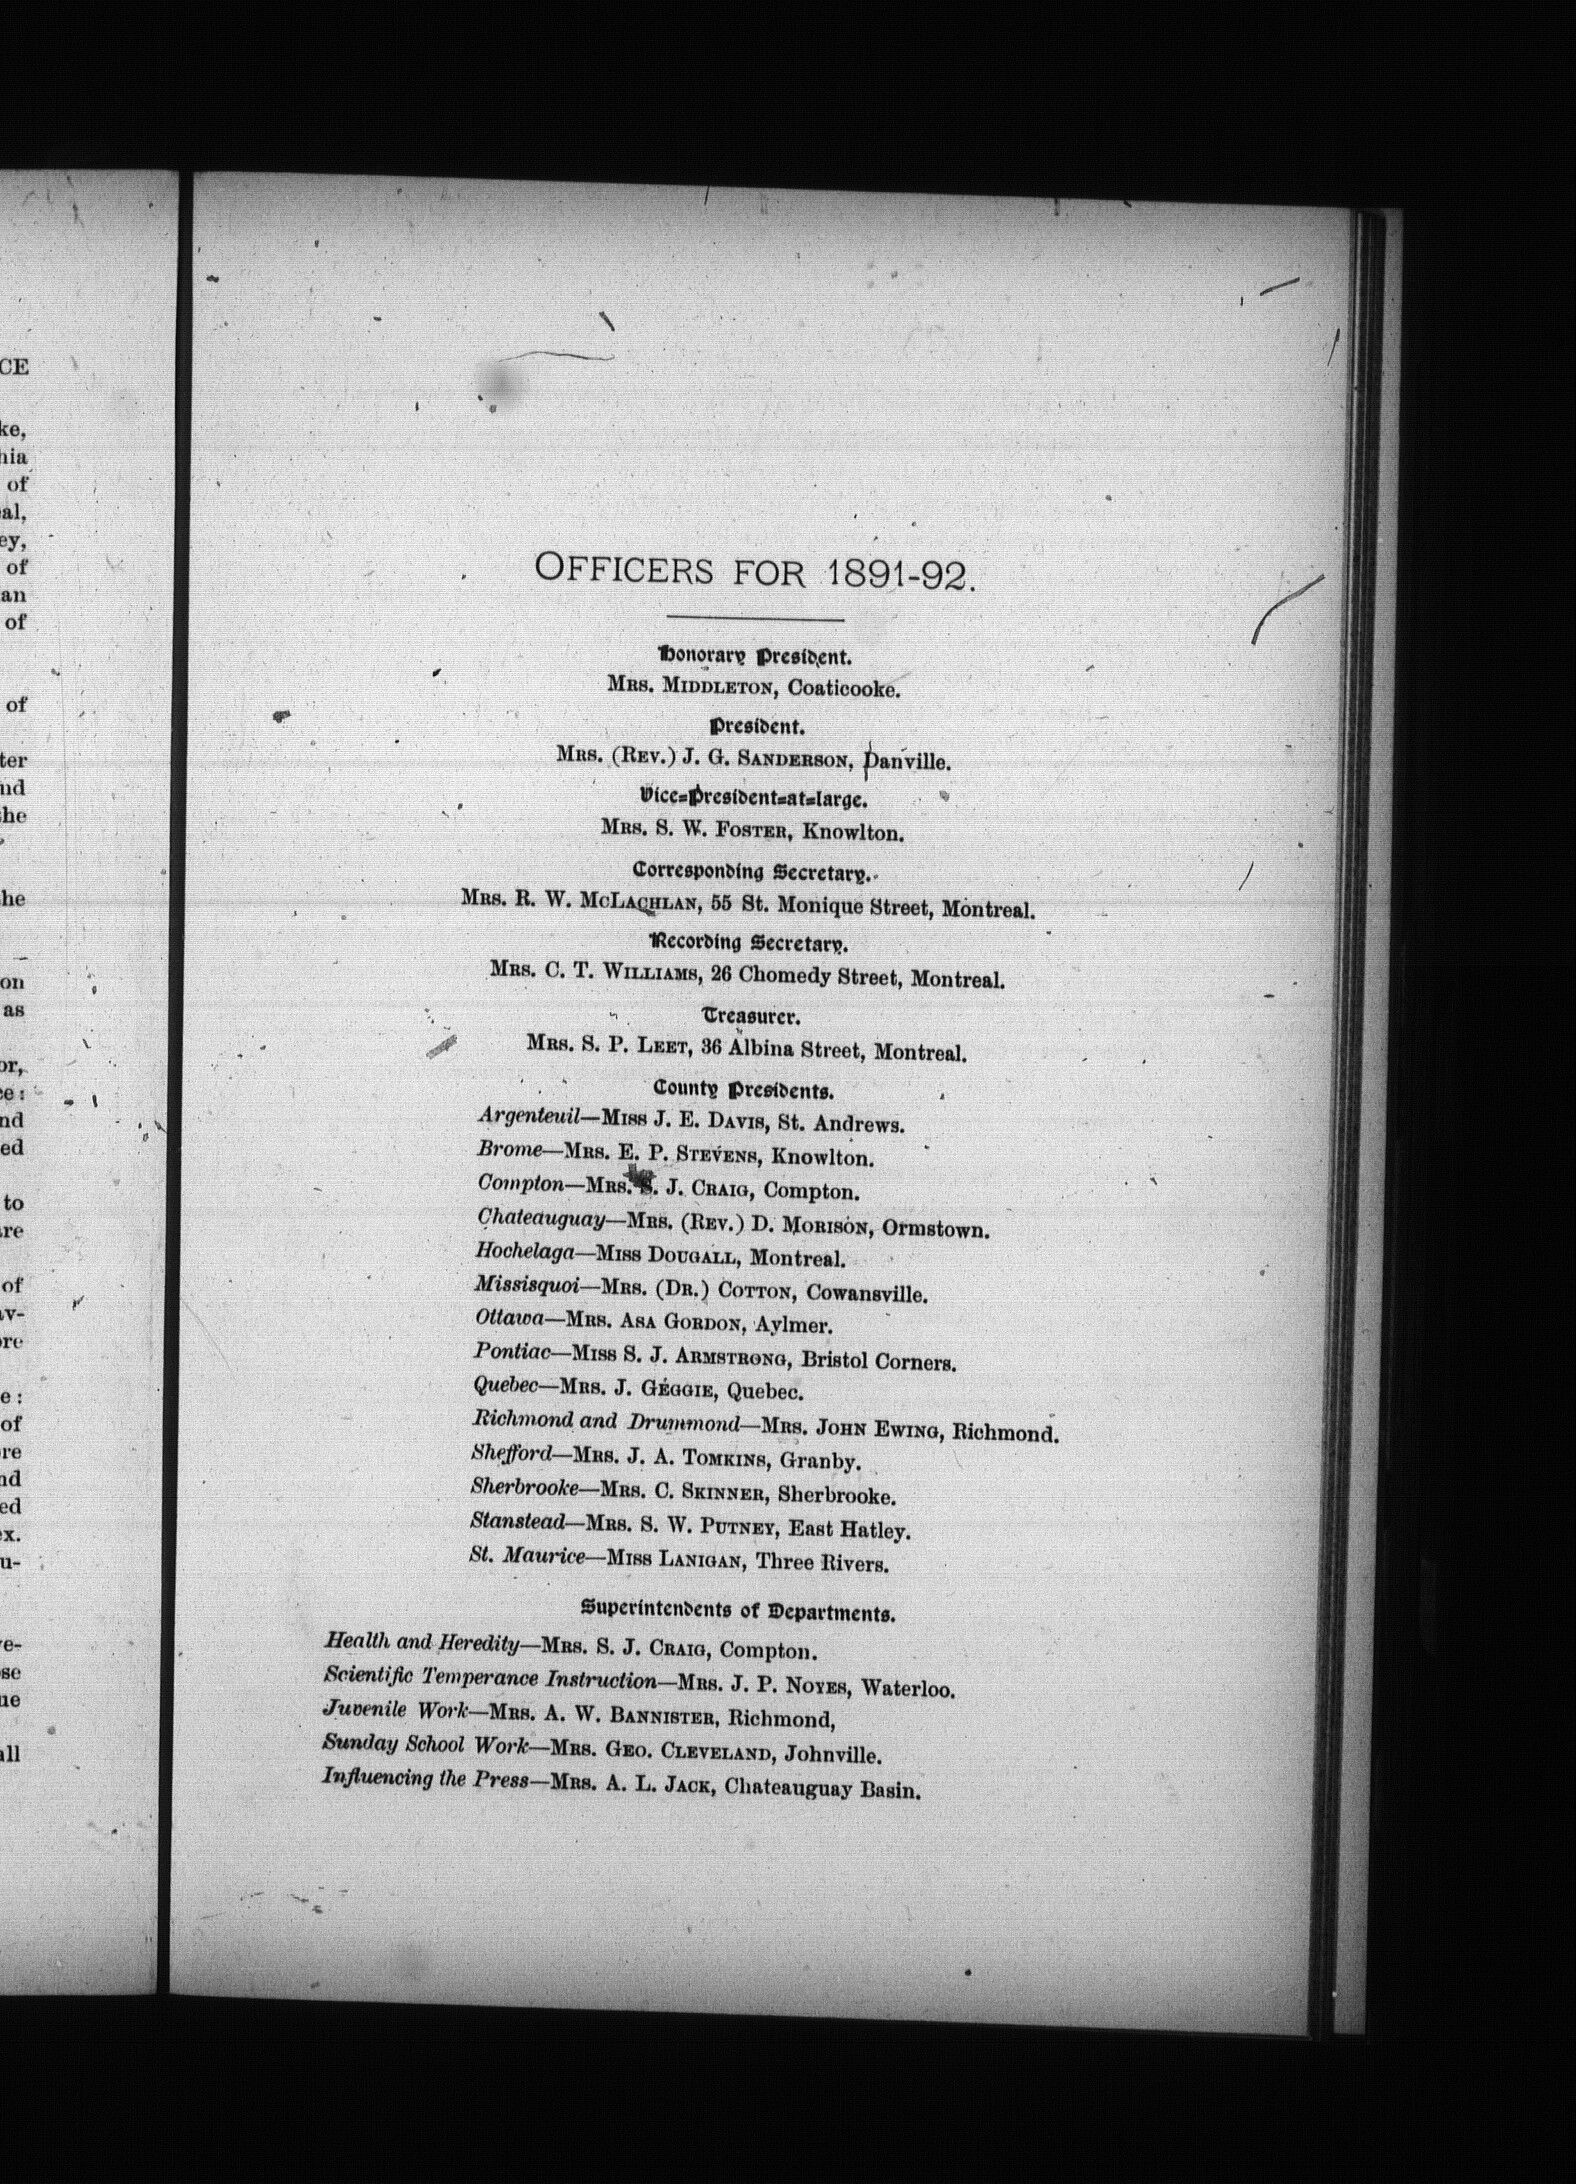 OFFICERS FOR 1891-92.
Honorary President.
MRS. MIDDLETON, Coaticooke.
President.
MRS. (REV.) J. G. SANDERSON, Danville.
Vice-President-at-large.
MRS. S. W. FOSTER, Knowlton.
Corresponding Secretary.
MRS. R. W. MCLACHLAN, 55 St. Monique Street, Montreal.
Recording Secretary.
MRS. C. T. WILLIAMS, 26 Chomedy Street, Montreal.
Treasurer.
MRS. S. P. LEET, 36 Albina Street, Montreal.
County Presidents.
Argenteuil—MISS J. E. DAVIS, St. Andrews.
Brome—MRS. E. P. STEVENS, Knowlton.
Compton—MRS. S. J. CRAIG, Compton.
Chateauguay—MRS. (REV.) D. MORISON, Ormstown.
Hochelaga—MISS DOUGALL, Montreal.
Missisquoi—MRS. (DR.) COTTON, Cowansville.
Ottawa—MRS. ASA GORDON, Aylmer.
Pontiac—MISS S. J. ARMSTRONG, Bristol Corners.
Quebec—MRS. J. GEGGIE, Quebec.
Richmond and Drummond—MRS. JOHN EWING, Richmond.
Shefford—MRS. J. A. TOMKINS, Granby.
Sherbrooke—MRS. C. SKINNER, Sherbrooke.
Stanstead—MRS. S. W. PUTNEY, East Hatley.
St. Maurice—MISS LANIGAN, Three Rivers.
Superintendents of Departments.
Health and Heredity—MRS. S. J. CRAIG, Compton.
Scientific Temperance Instruction—MRS. J. P. NOYES, Waterloo.
Juvenile Work—MRS. A. W. BANNISTER, Richmond,
Sunday School Work—MRS. GEO. CLEVELAND, Johnville.
Influencing the Press—MRS. A. L. JACK, Chateauguay Basin.